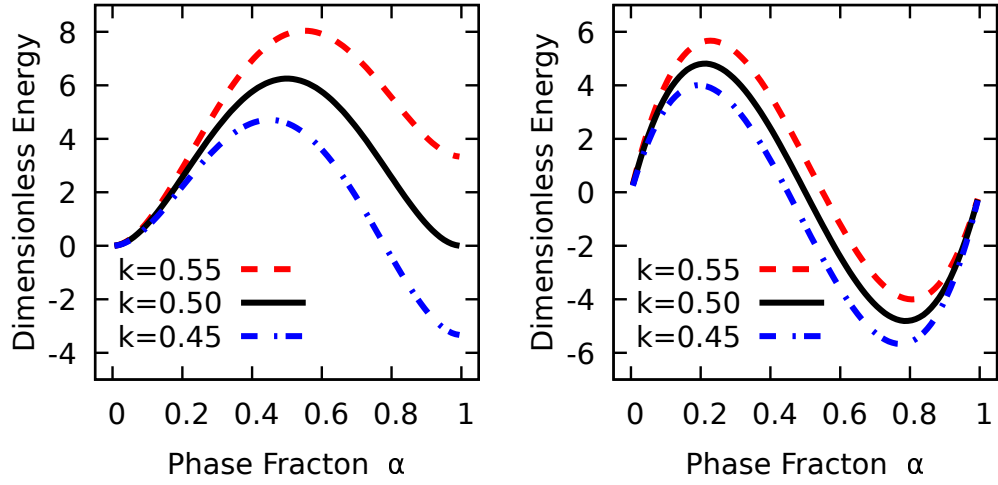 Dimensionless Energy
8
6
4
2
0
-2
-4
k=0.55
k=0.50
k=0.45
0 0.2 0.4 0.6 0.8 1
Phase Fracton α
Dimensionless Energy
6
4
2
0
-2
-4
-6
k=0.55
k=0.50
k=0.45
0 0.2 0.4 0.6 0.8 1
Phase Fracton α